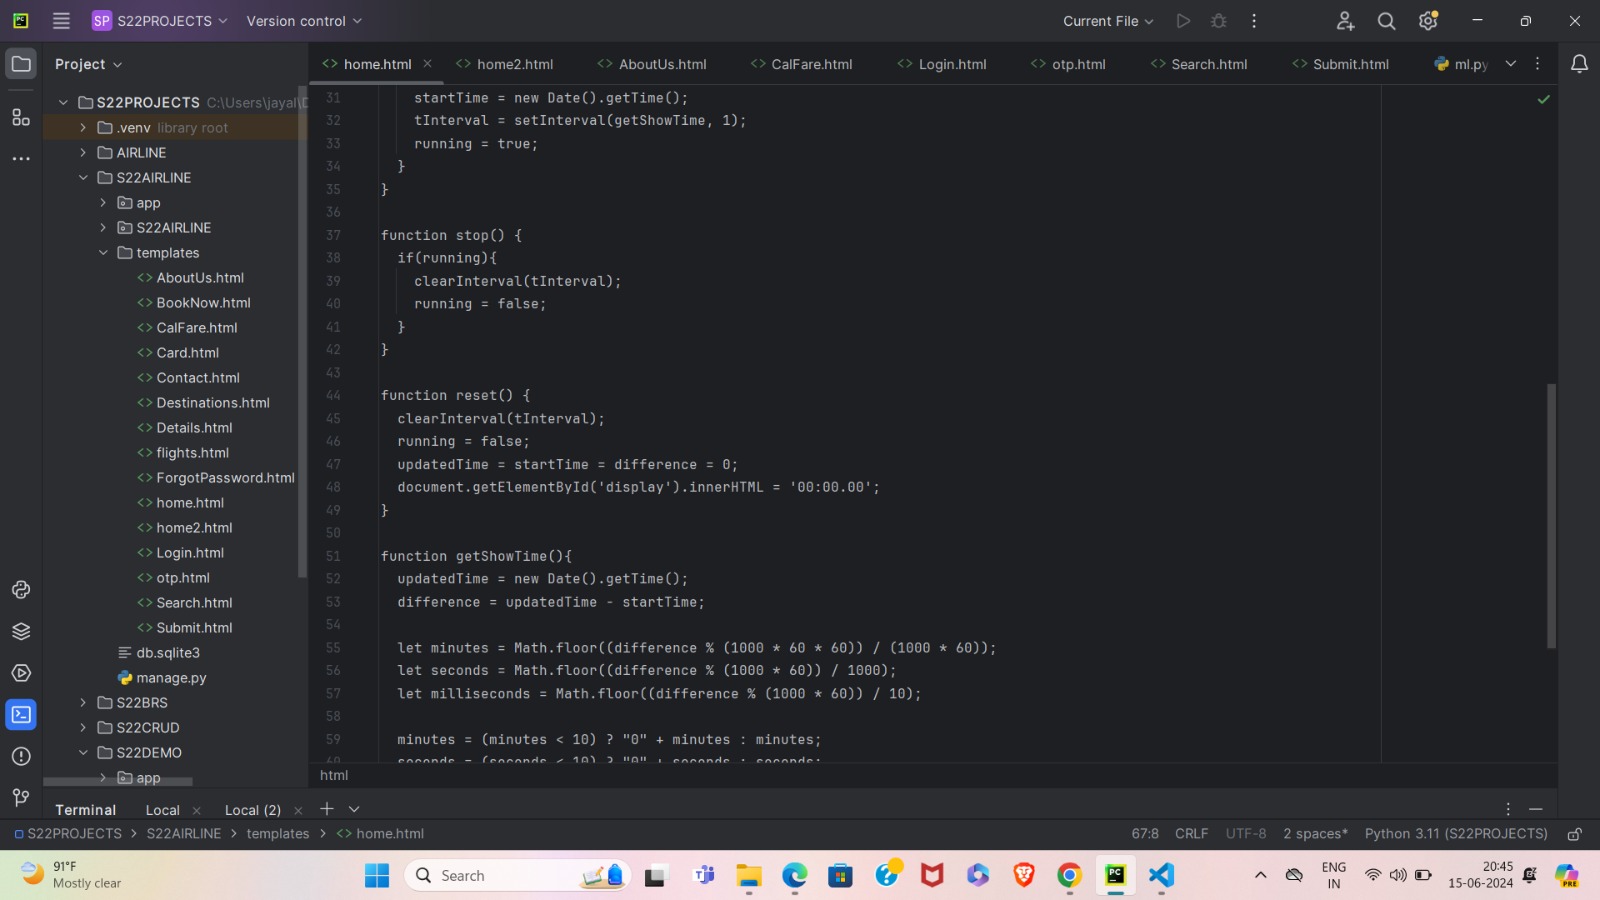 PC
SP S22PROJECTS Version control Current File
Project
home.html home2.html AboutUs.html CalFare.html Login.html otp.html Search.html Submit.html ml.py
S22PROJECTS C:\Users\jayal\
.venv library root
AIRLINE
S22AIRLINE
app
S22AIRLINE
templates
AboutUs.html
BookNow.html
CalFare.html
Card.html
Contact.html
Destinations.html
Details.html
flights.html
ForgotPassword.html
home.html
home2.html
Login.html
otp.html
Search.html
Submit.html
db.sqlite3
manage.py
S22BRS
S22CRUD
S22DEMO
app
31 startTime = new Date().getTime();
32 tInterval = setInterval(getShowTime, 1);
33 running = true;
34 }
35 }
36
37 function stop() {
38 if(running){
39 clearInterval(tInterval);
40 running = false;
41 }
42 }
43
44 function reset() {
45 clearInterval(tInterval);
46 running = false;
47 updatedTime = startTime = difference = 0;
48 document.getElementById('display').innerHTML = '00:00.00';
49 }
50
51 function getShowTime(){
52 updatedTime = new Date().getTime();
53 difference = updatedTime - startTime;
54
55 let minutes = Math.floor((difference % (1000 * 60 * 60)) / (1000 * 60));
56 let seconds = Math.floor((difference % (1000 * 60)) / 1000);
57 let milliseconds = Math.floor((difference % (1000 * 60)) / 10);
58
59 minutes = (minutes < 10) ? "0" + minutes : minutes;
60 seconds = (seconds < 10) ? "0" + seconds : seconds;
html
Terminal Local Local (2)
S22PROJECTS > S22AIRLINE > templates > home.html 67:8 CRLF UTF-8 2 spaces* Python 3.11 (S22PROJECTS)
91°F
Mostly clear
Search
ENG
IN
20:45
15-06-2024
PRE